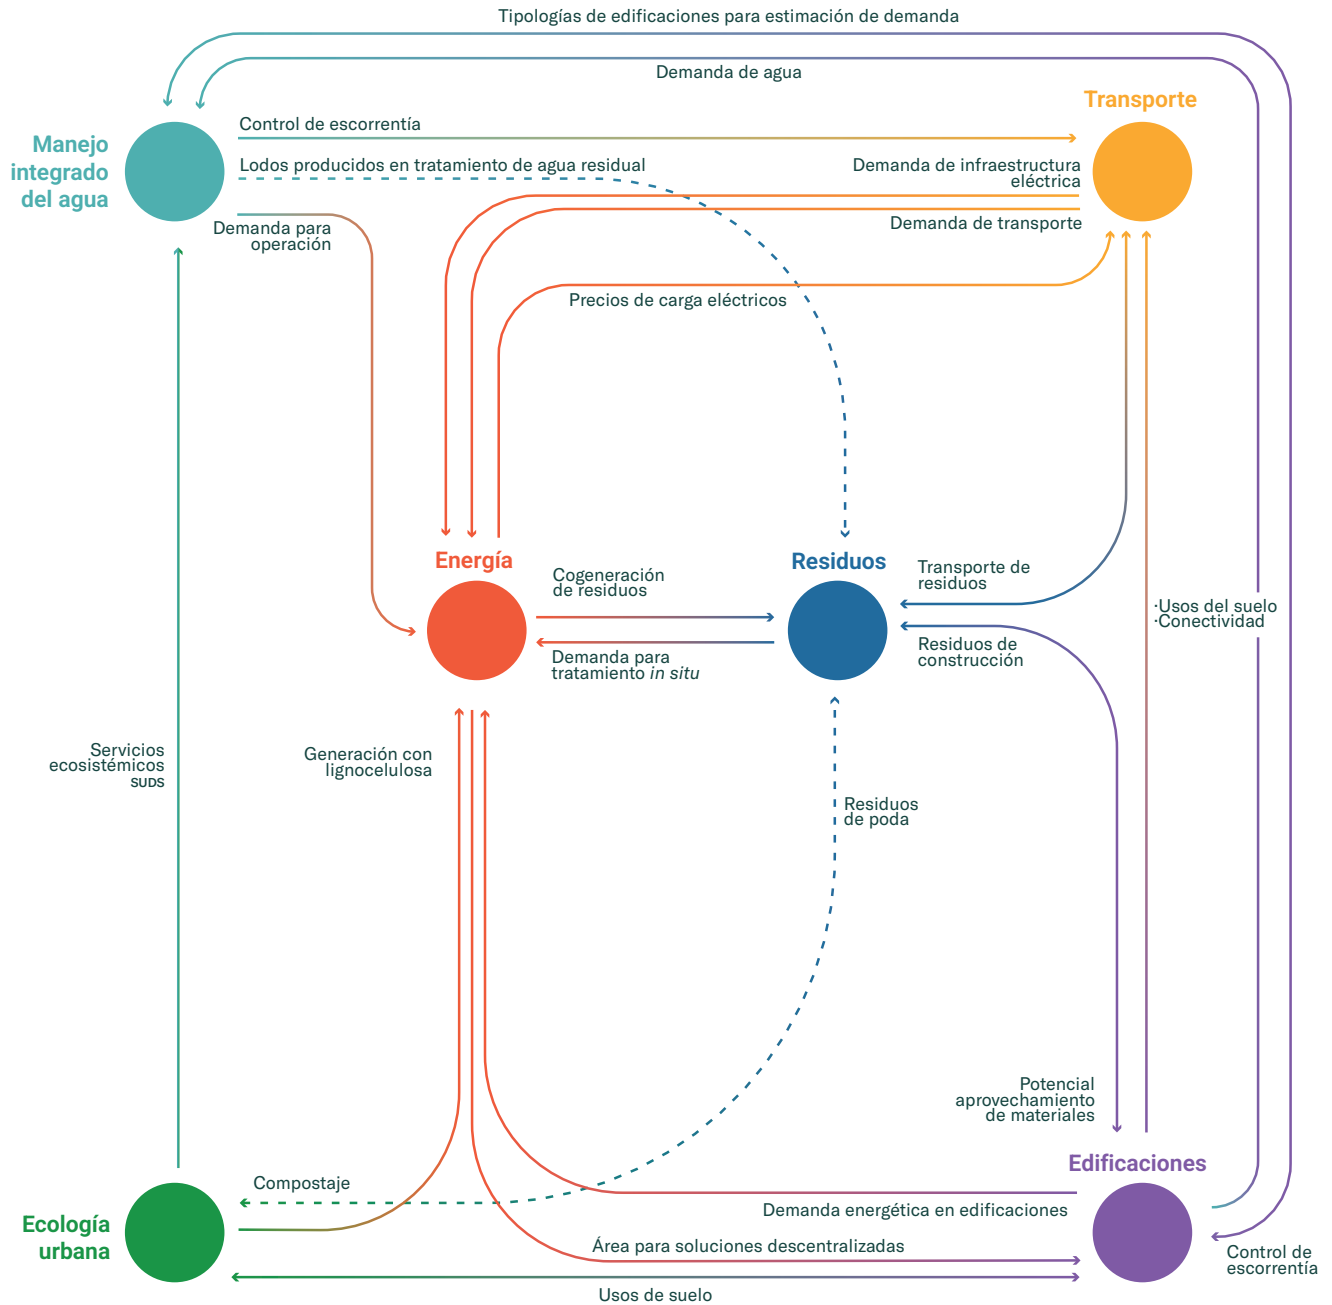 Tipologías de edificaciones para estimación de demanda
Demanda de agua
Transporte
Manejo
integrado
del agua
Control de escorrentía
Lodos producidos en tratamiento de agua residual
Demanda para
operación
Demanda de infraestructura
eléctrica
Demanda de transporte
Precios de carga eléctricos
Energía
Residuos
Cogeneración
de residuos
Demanda para
tratamiento in situ
Transporte de
residuos
Residuos de
construcción
·Usos del suelo
·Conectividad
Servicios
ecosistémicos
SUDS
Generación con
lignocelulosa
Residuos
de poda
Potencial
aprovechamiento
de materiales
Edificaciones
Compostaje
Ecología
urbana
Demanda energética en edificaciones
Área para soluciones descentralizadas
Control de
escorrentía
Usos de suelo